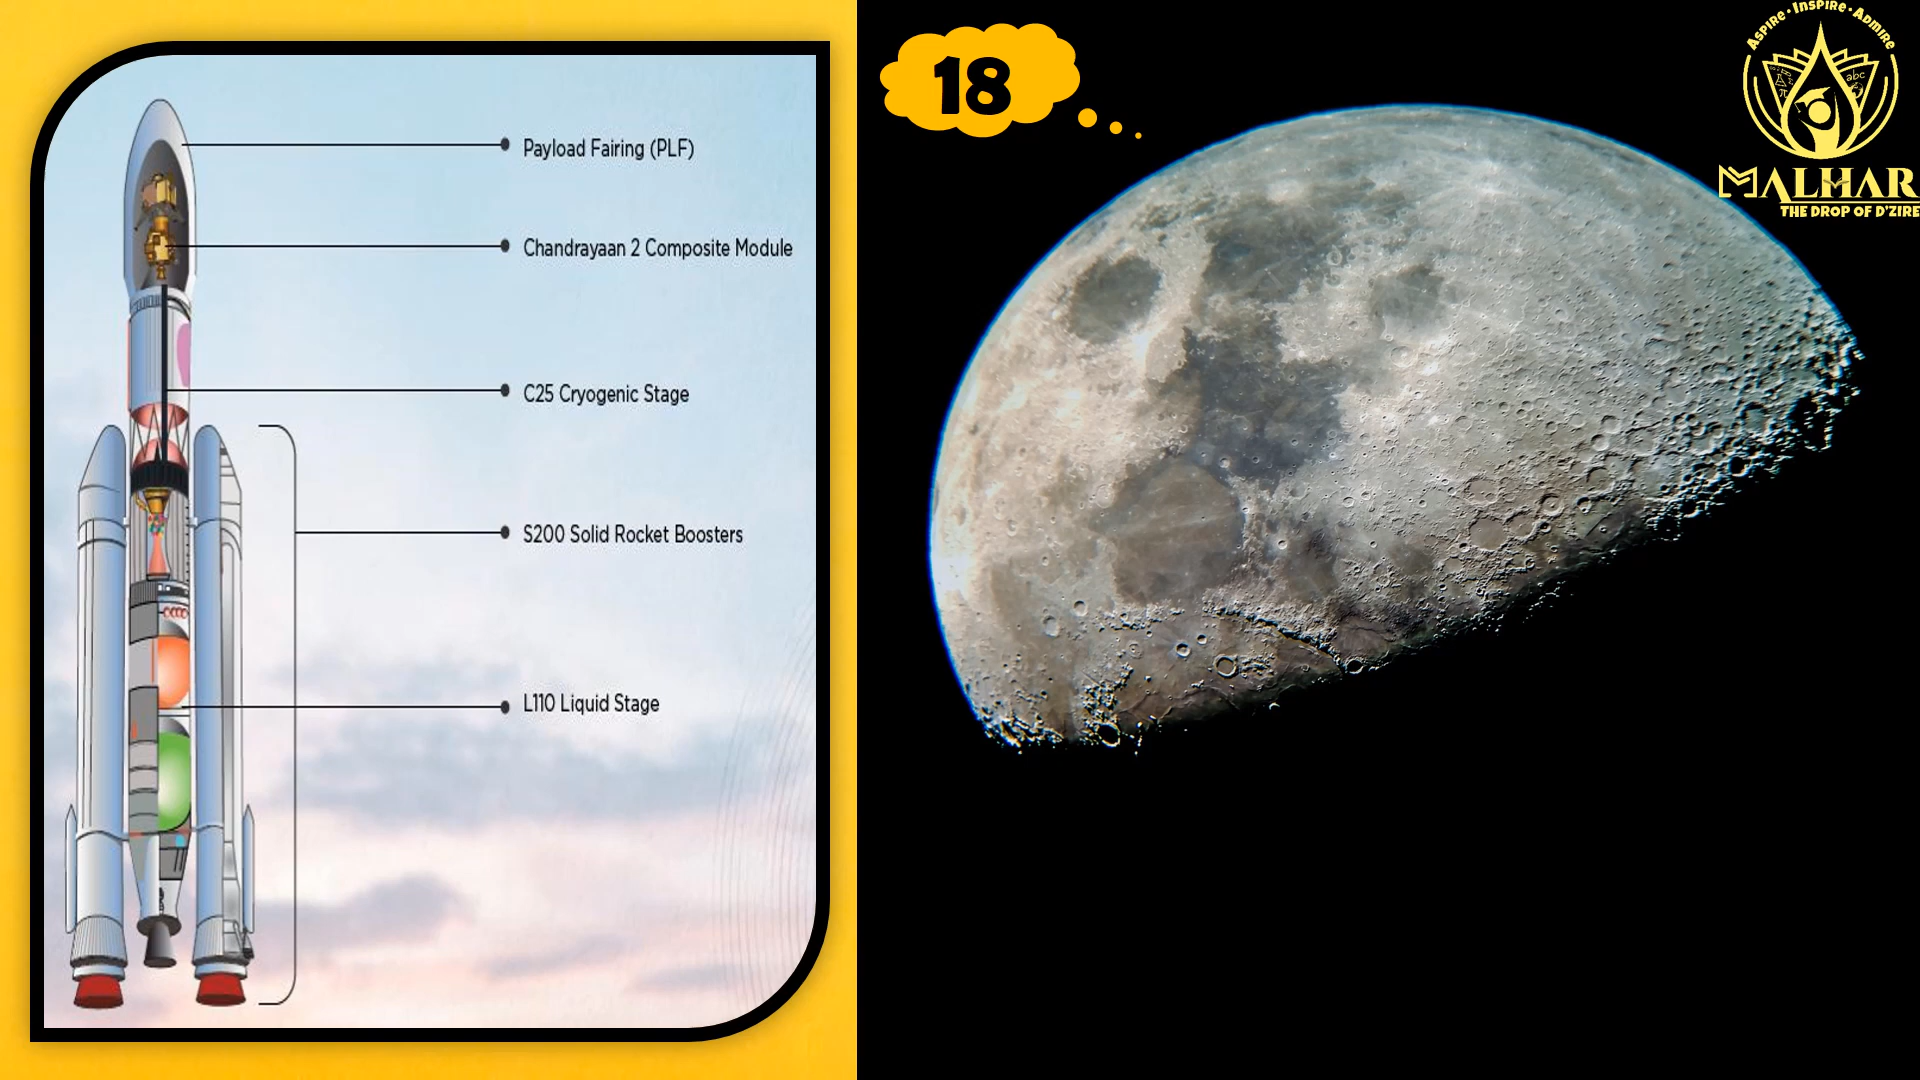 Payload Fairing (PLF)
Chandrayaan 2 Composite Module
C25 Cryogenic Stage
S200 Solid Rocket Boosters
L110 Liquid Stage
18
Aspire • Inspire • Admire
abc
π
MALHAR
THE DROP OF D'ZIRE